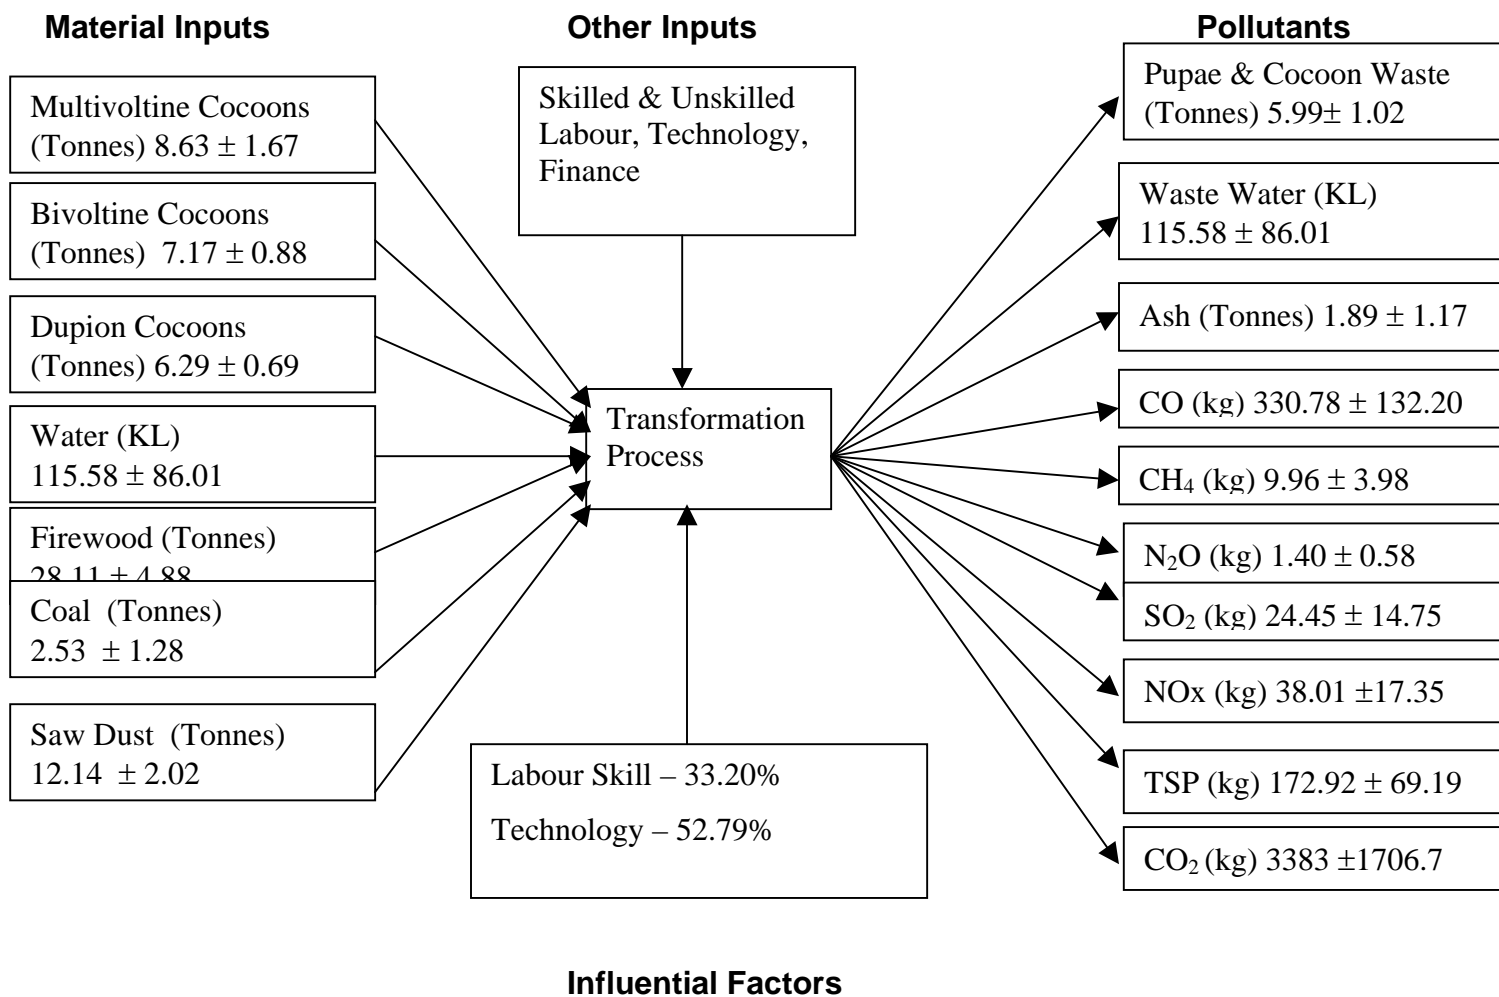 Material Inputs
Other Inputs
Pollutants
Multivoltine Cocoons
(Tonnes) 8.63 ± 1.67
Bivoltine Cocoons
(Tonnes) 7.17 ± 0.88
Dupion Cocoons
(Tonnes) 6.29 ± 0.69
Water (KL)
115.58 ± 86.01
Firewood (Tonnes)
28.11 ± 4.88
Coal (Tonnes)
2.53 ± 1.28
Saw Dust (Tonnes)
12.14 ± 2.02
Skilled & Unskilled
Labour, Technology,
Finance
Transformation
Process
Labour Skill – 33.20%
Technology – 52.79%
Pupae & Cocoon Waste
(Tonnes) 5.99± 1.02
Waste Water (KL)
115.58 ± 86.01
Ash (Tonnes) 1.89 ± 1.17
CO (kg) 330.78 ± 132.20
CH₄ (kg) 9.96 ± 3.98
N₂O (kg) 1.40 ± 0.58
SO₂ (kg) 24.45 ± 14.75
NOx (kg) 38.01 ±17.35
TSP (kg) 172.92 ± 69.19
CO₂ (kg) 3383 ±1706.7
Influential Factors